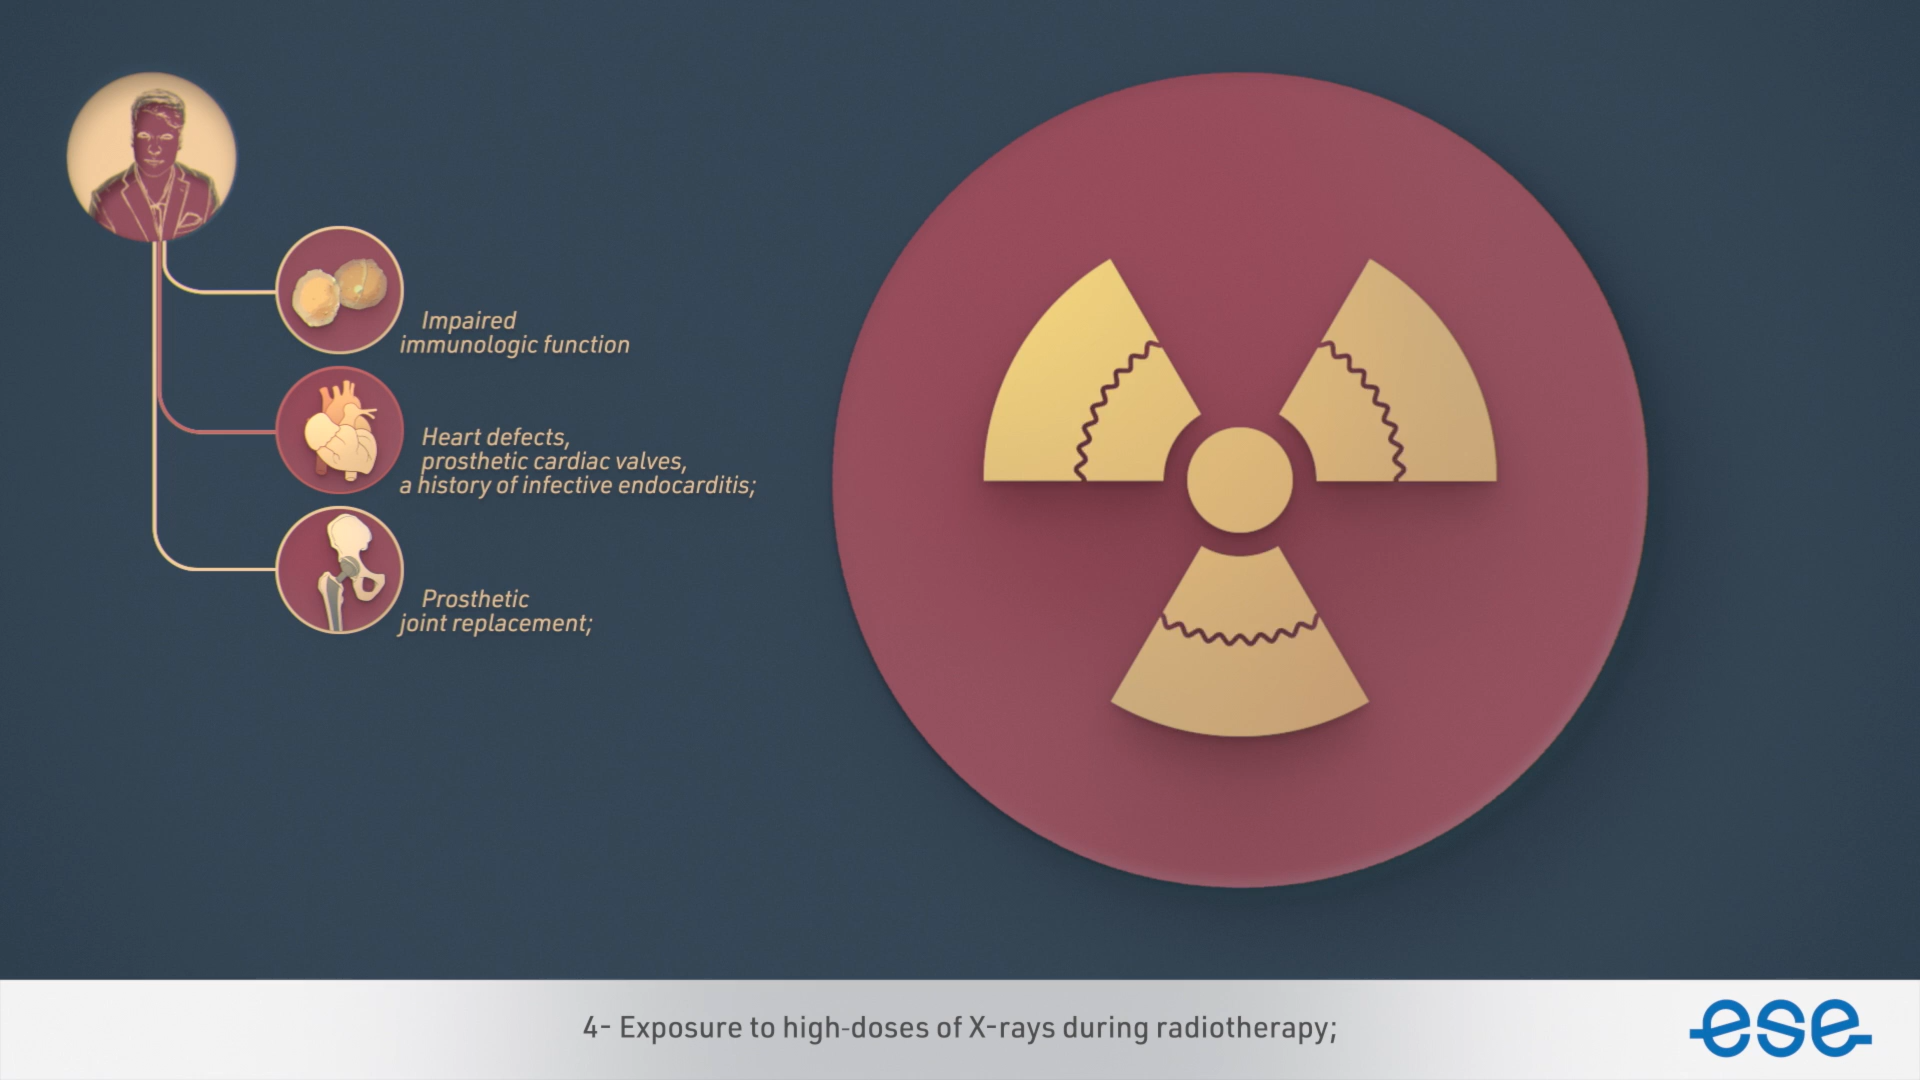 Impaired
immunologic function
Heart defects,
prosthetic cardiac valves,
a history of infective endocarditis;
Prosthetic
joint replacement;
4- Exposure to high-doses of X-rays during radiotherapy;
ese